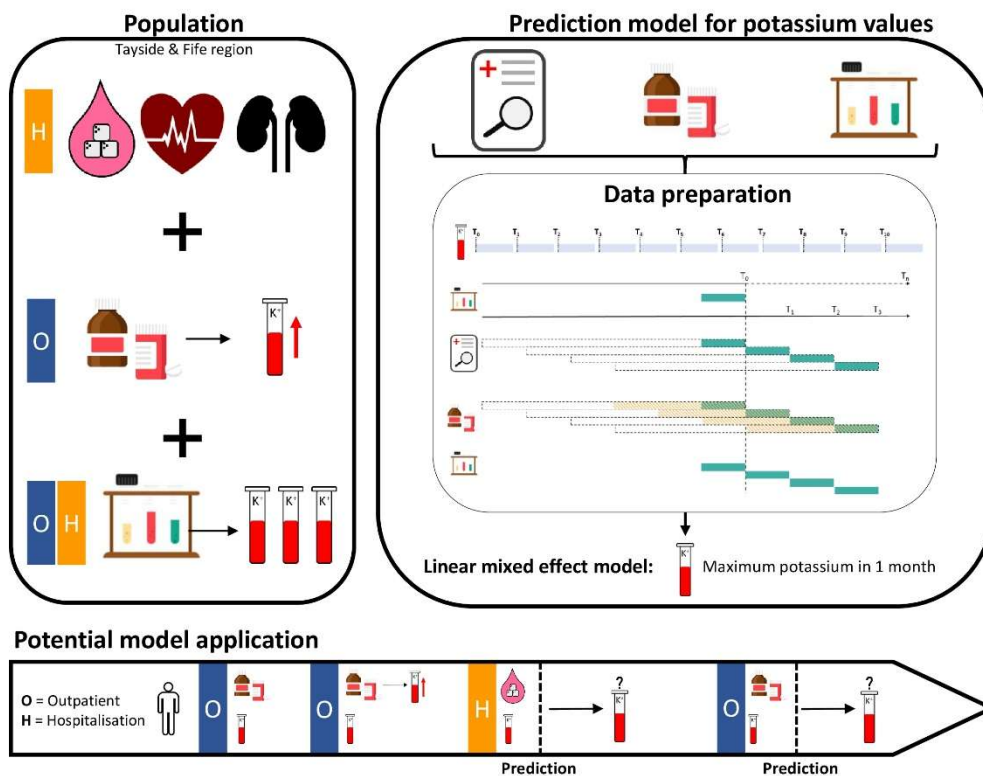 Population
Tayside & Fife region
H
O
K+
O H
K+ K+ K+
Prediction model for potassium values
Data preparation
K+
T0 T1 T2 T3 T4 T5 T6 T7 T8 T9 T10
T0 Tn
T1 T2 T3
Linear mixed effect model:
K+
Maximum potassium in 1 month
Potential model application
O = Outpatient
H = Hospitalisation
O
O
H
?
O
?
Prediction
Prediction